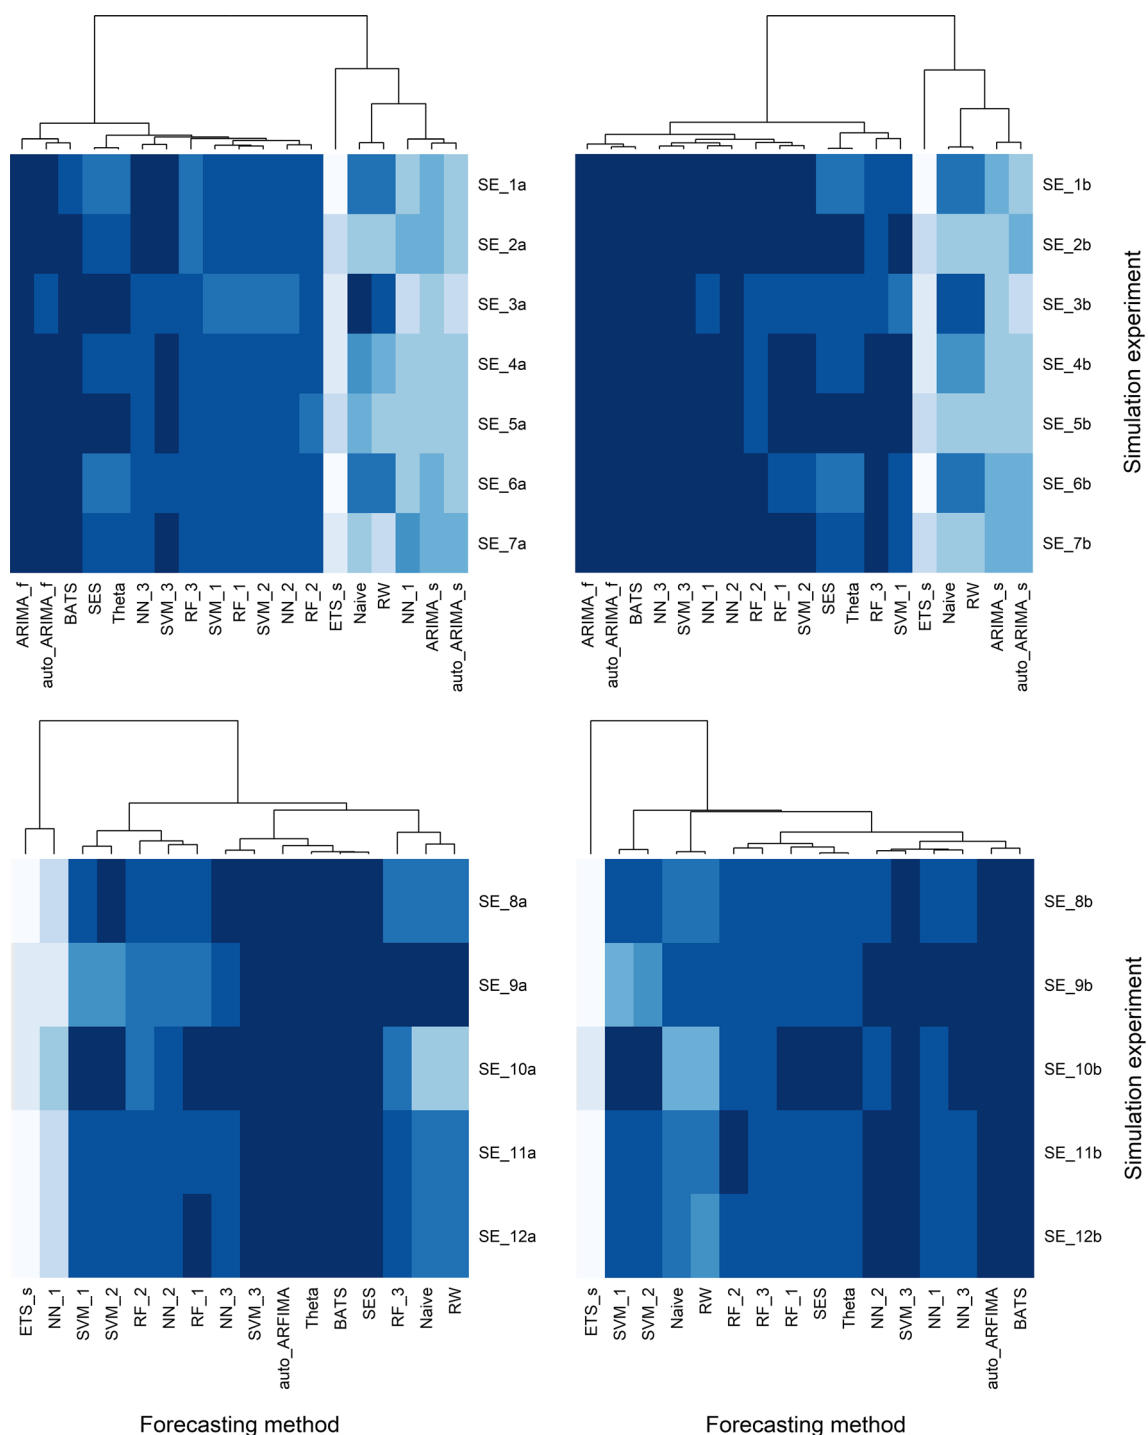 SE_1a
SE_2a
SE_3a
SE_4a
SE_5a
SE_6a
SE_7a
ARIMA_f
auto_ARIMA_f
BATS
SES
Theta
NN_3
SVM_3
RF_3
SVM_1
RF_1
SVM_2
NN_2
RF_2
ETS_s
Naive
RW
NN_1
ARIMA_s
auto_ARIMA_s
SE_1b
SE_2b
SE_3b
SE_4b
SE_5b
SE_6b
SE_7b
Simulation experiment
ARIMA_f
auto_ARIMA_f
BATS
NN_3
SVM_3
NN_1
NN_2
RF_2
RF_1
SVM_2
SES
Theta
RF_3
SVM_1
ETS_s
Naive
RW
ARIMA_s
auto_ARIMA_s
SE_8a
SE_9a
SE_10a
SE_11a
SE_12a
ETS_s
NN_1
SVM_1
SVM_2
RF_2
NN_2
RF_1
NN_3
SVM_3
auto_ARFIMA
Theta
BATS
SES
RF_3
Naive
RW
Forecasting method
SE_8b
SE_9b
SE_10b
SE_11b
SE_12b
Simulation experiment
ETS_s
SVM_1
SVM_2
Naive
RW
RF_2
RF_3
RF_1
SES
Theta
NN_2
SVM_3
NN_1
NN_3
auto_ARFIMA
BATS
Forecasting method